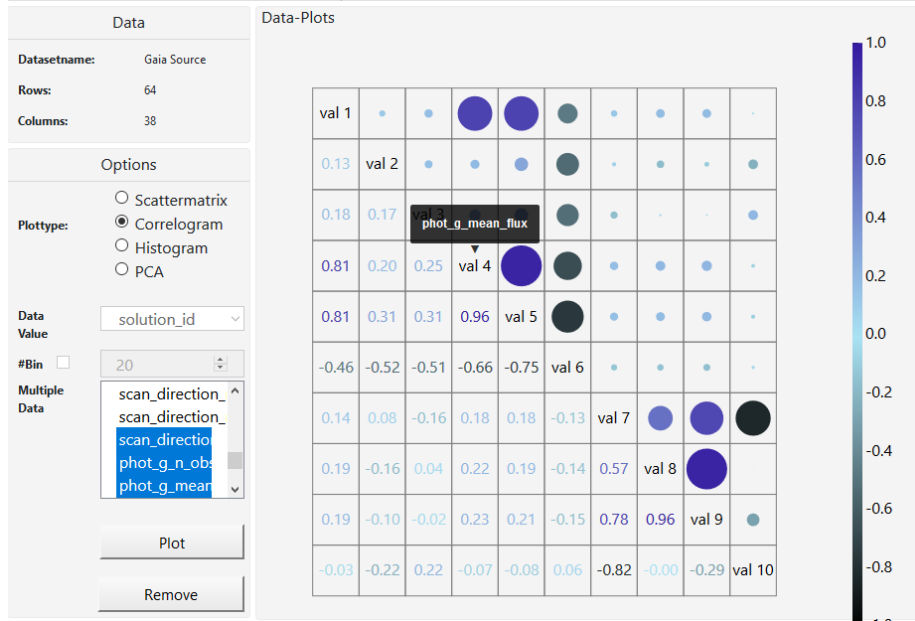 Data
Datasetname: Gaia Source
Rows: 64
Columns: 38
Options
Plottype:
Scattermatrix
Correlogram
Histogram
PCA
Data Value
solution_id
#Bin
20
Multiple Data
scan_direction_
scan_direction_
scan_direction
phot_g_n_obs
phot_g_mean
Plot
Remove
Data-Plots
val 1
0.13 val 2
0.18 0.17 val 3
phot_g_mean_flux
0.81 0.20 0.25 val 4
0.81 0.31 0.31 0.96 val 5
-0.46 -0.52 -0.51 -0.66 -0.75 val 6
0.14 0.08 -0.16 0.18 0.18 -0.13 val 7
0.19 -0.16 0.04 0.22 0.19 -0.14 0.57 val 8
0.19 -0.10 -0.02 0.23 0.21 -0.15 0.78 0.96 val 9
-0.03 -0.22 0.22 -0.07 -0.08 0.06 -0.82 -0.00 -0.29 val 10
1.0
0.8
0.6
0.4
0.2
0.0
-0.2
-0.4
-0.6
-0.8